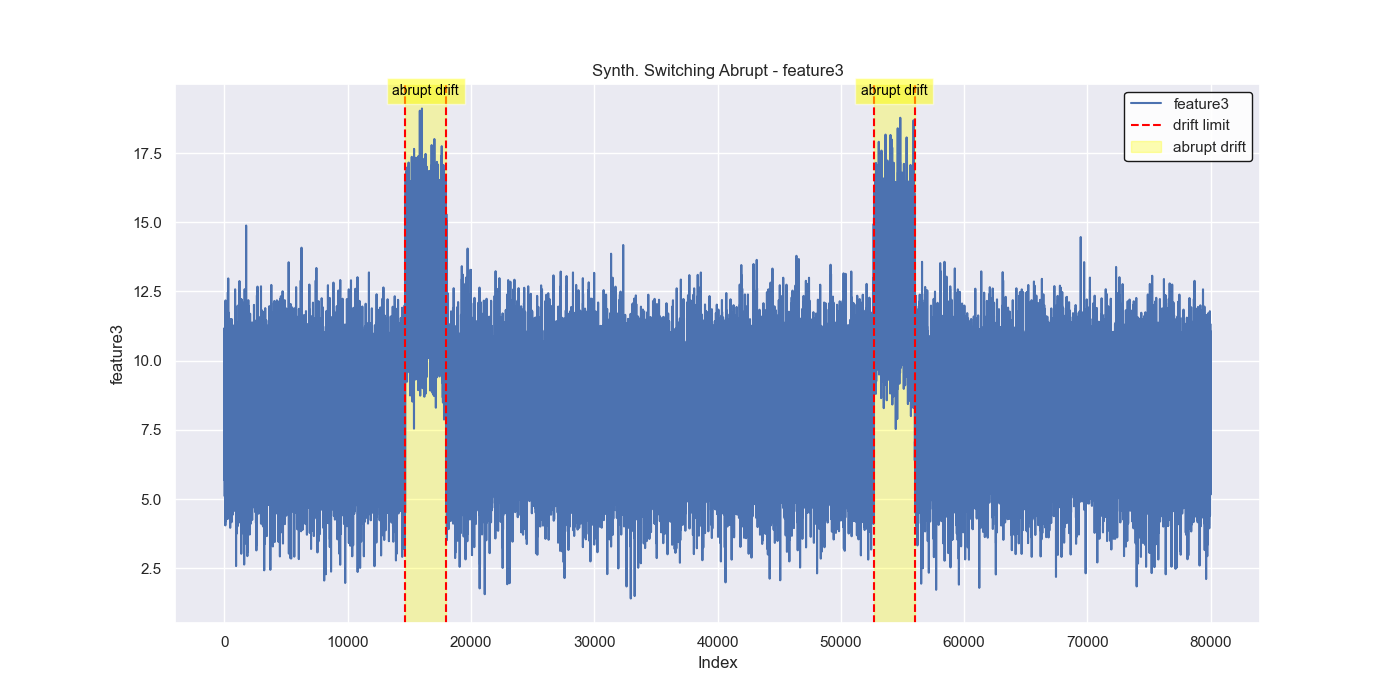 Synth. Switching Abrupt - feature3
abrupt drift
abrupt drift
feature3
drift limit
abrupt drift
17.5
15.0
12.5
10.0
7.5
5.0
2.5
feature3
0 10000 20000 30000 40000 50000 60000 70000 80000
Index